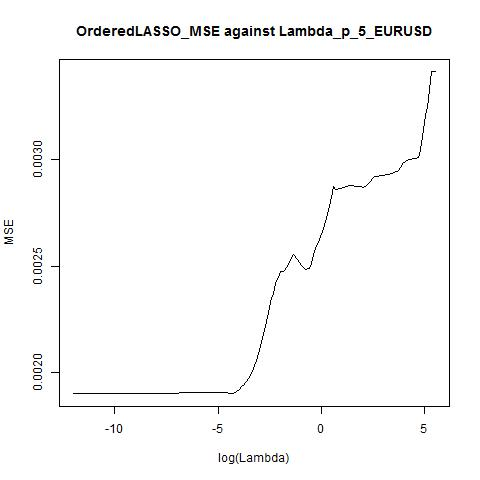 OrderedLASSO_MSE against Lambda_p_5_EURUSD
MSE
0.0030
0.0025
0.0020
-10 -5 0 5
log(Lambda)